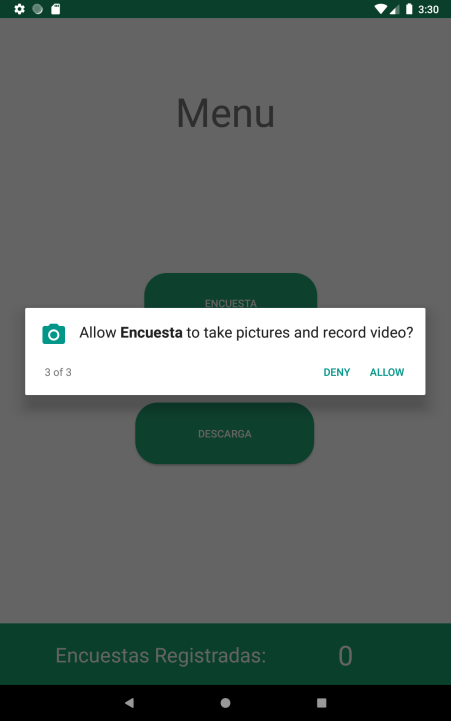 3:30
Menu
ENCUESTA
Allow Encuesta to take pictures and record video?
3 of 3
DENY
ALLOW
DESCARGA
Encuestas Registradas:
0